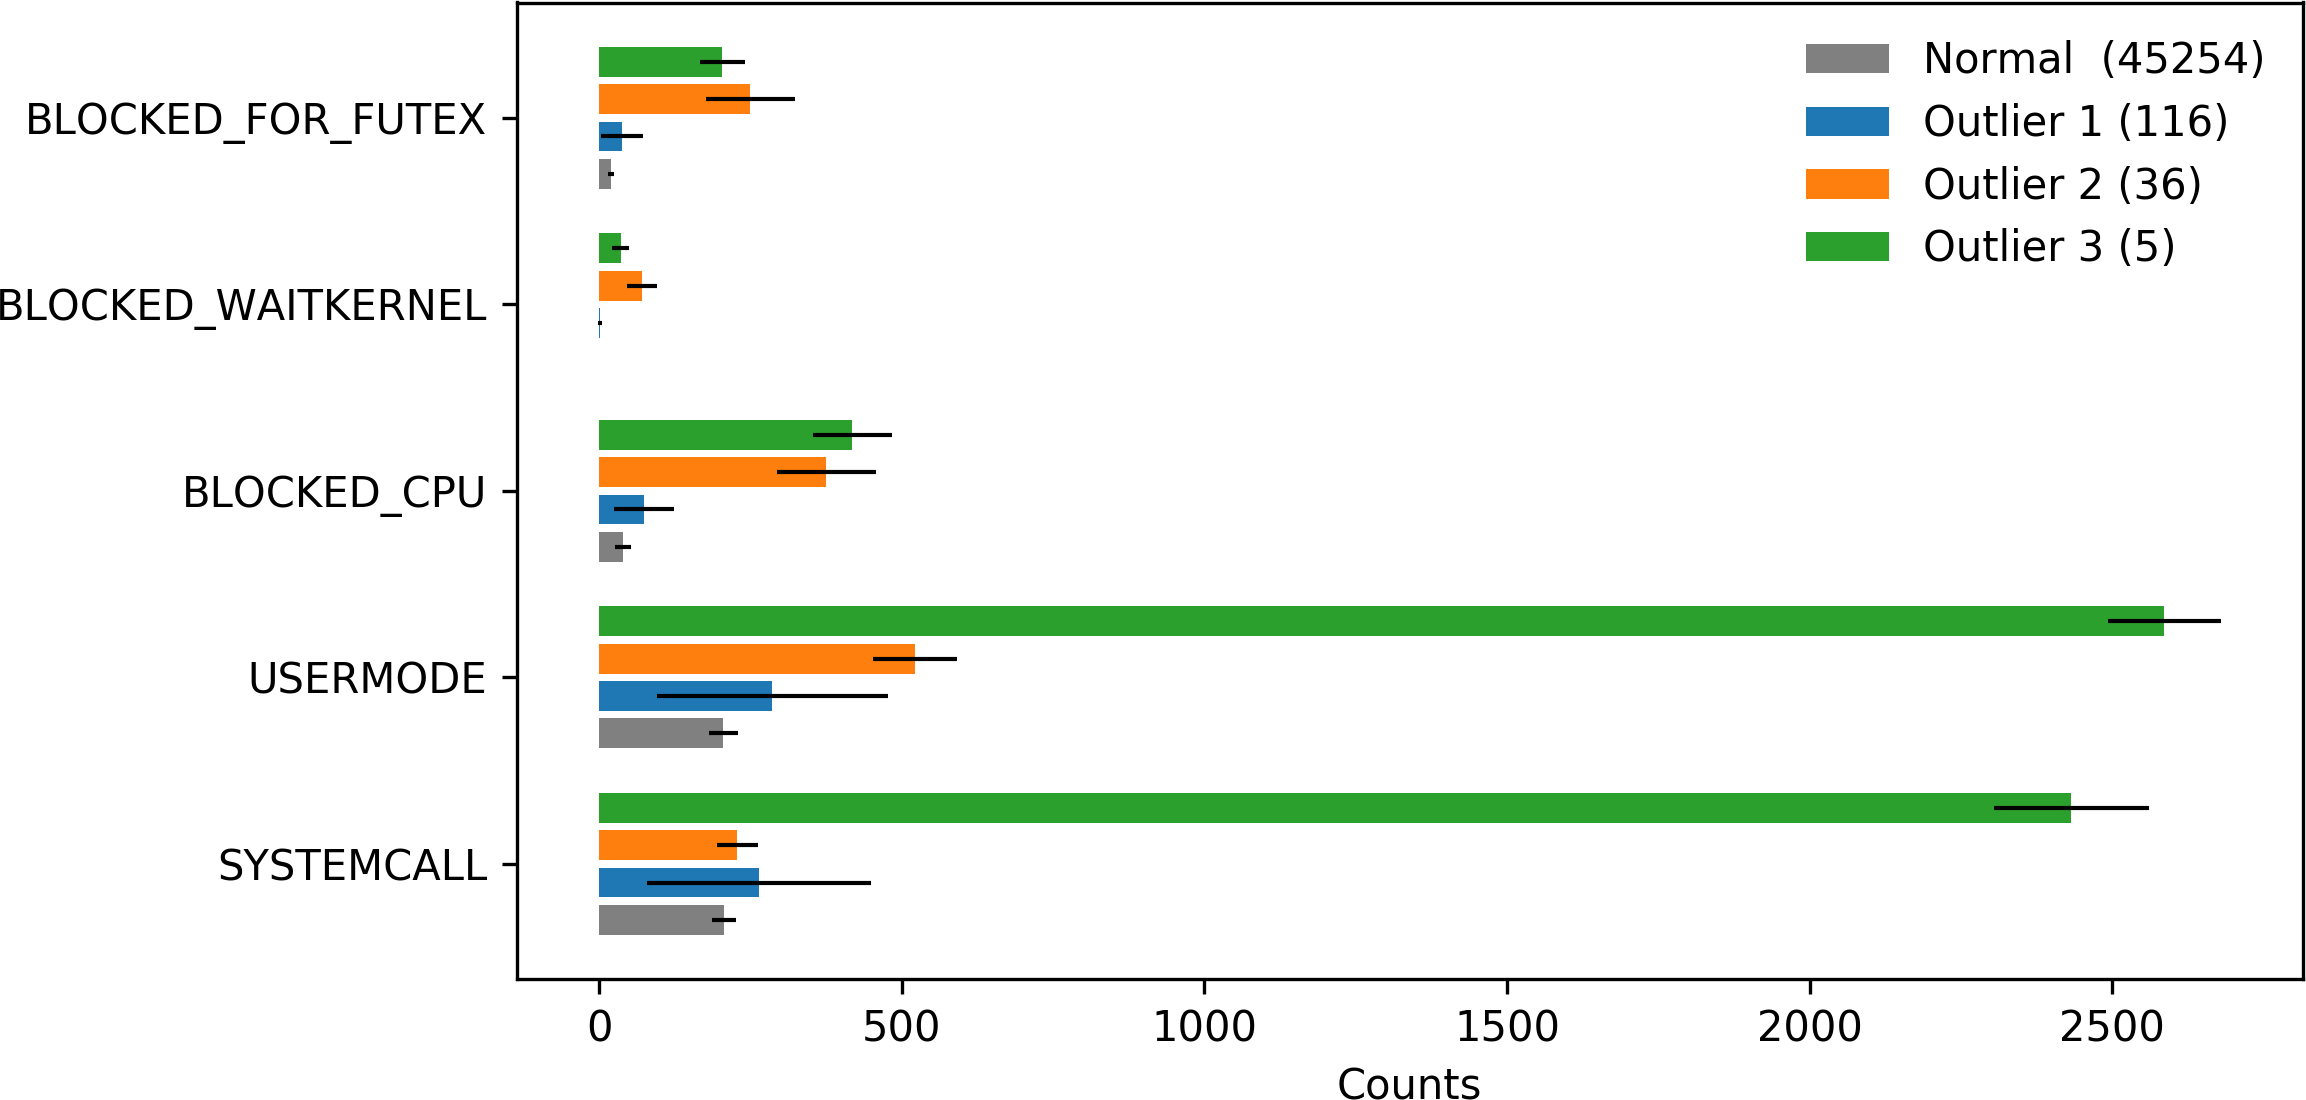 BLOCKED_FOR_FUTEX
BLOCKED_WAITKERNEL
BLOCKED_CPU
USERMODE
SYSTEMCALL
Normal  (45254)
Outlier 1 (116)
Outlier 2 (36)
Outlier 3 (5)
0 500 1000 1500 2000 2500
Counts